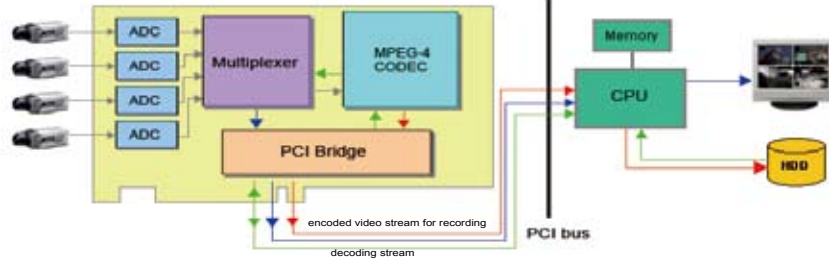 ADC
ADC
ADC
ADC
Multiplexer
MPEG-4
CODEC
PCI Bridge
encoded video stream for recording
decoding stream
PCI bus
Memory
CPU
HDD